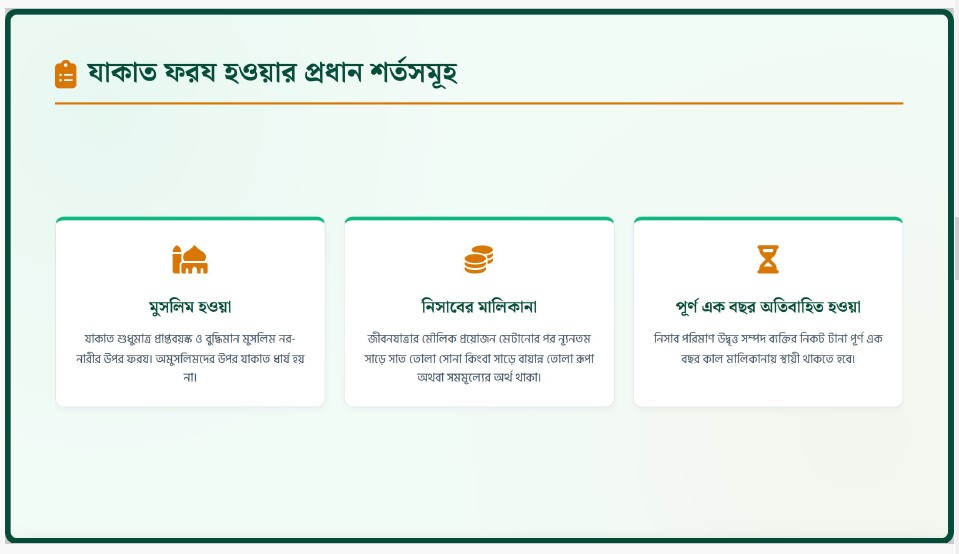 যাকাত ফরয হওয়ার প্রধান শর্তসমূহ
মুসলিম হওয়া
যাকাত শুধুমাত্র প্রাপ্তবয়স্ক ও বুদ্ধিমান মুসলিম নর-
নারীর উপর ফরয। অমুসলিমদের উপর যাকাত ধার্য হয়
না।
নিসাবের মালিকানা
জীবনযাত্রার মৌলিক প্রয়োজন মেটানোর পর ন্যূনতম
সাড়ে সাত তোলা সোনা কিংবা সাড়ে বায়ান্ন তোলা রূপা
অথবা সমমূল্যের অর্থ থাকা।
পূর্ণ এক বছর অতিবাহিত হওয়া
নিসাব পরিমাণ উদ্বৃত্ত সম্পদ ব্যক্তির নিকট টানা পূর্ণ এক
বছর কাল মালিকানায় স্থায়ী থাকতে হবে।